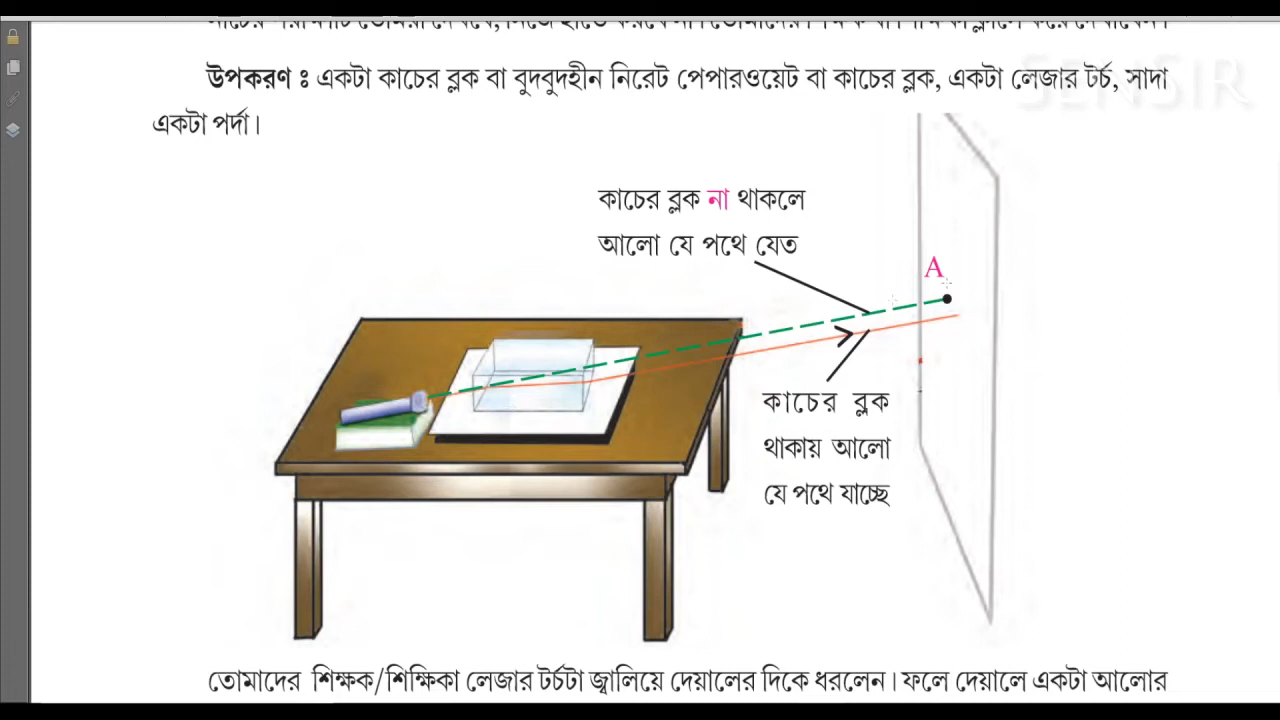 উপকরণ ঃ একটা কাচের ব্লক বা বুদবুদহীন নিরেট পেপারওয়েট বা কাচের ব্লক, একটা লেজার টর্চ, সাদা
একটা পর্দা।
SENSIR
কাচের ব্লক না থাকলে
আলো যে পথে যেত
A
কাচের ব্লক
থাকায় আলো
যে পথে যাচ্ছে
তোমাদের শিক্ষক/শিক্ষিকা লেজার টর্চটা জ্বালিয়ে দেয়ালের দিকে ধরলেন। ফলে দেয়ালে একটা আলোর